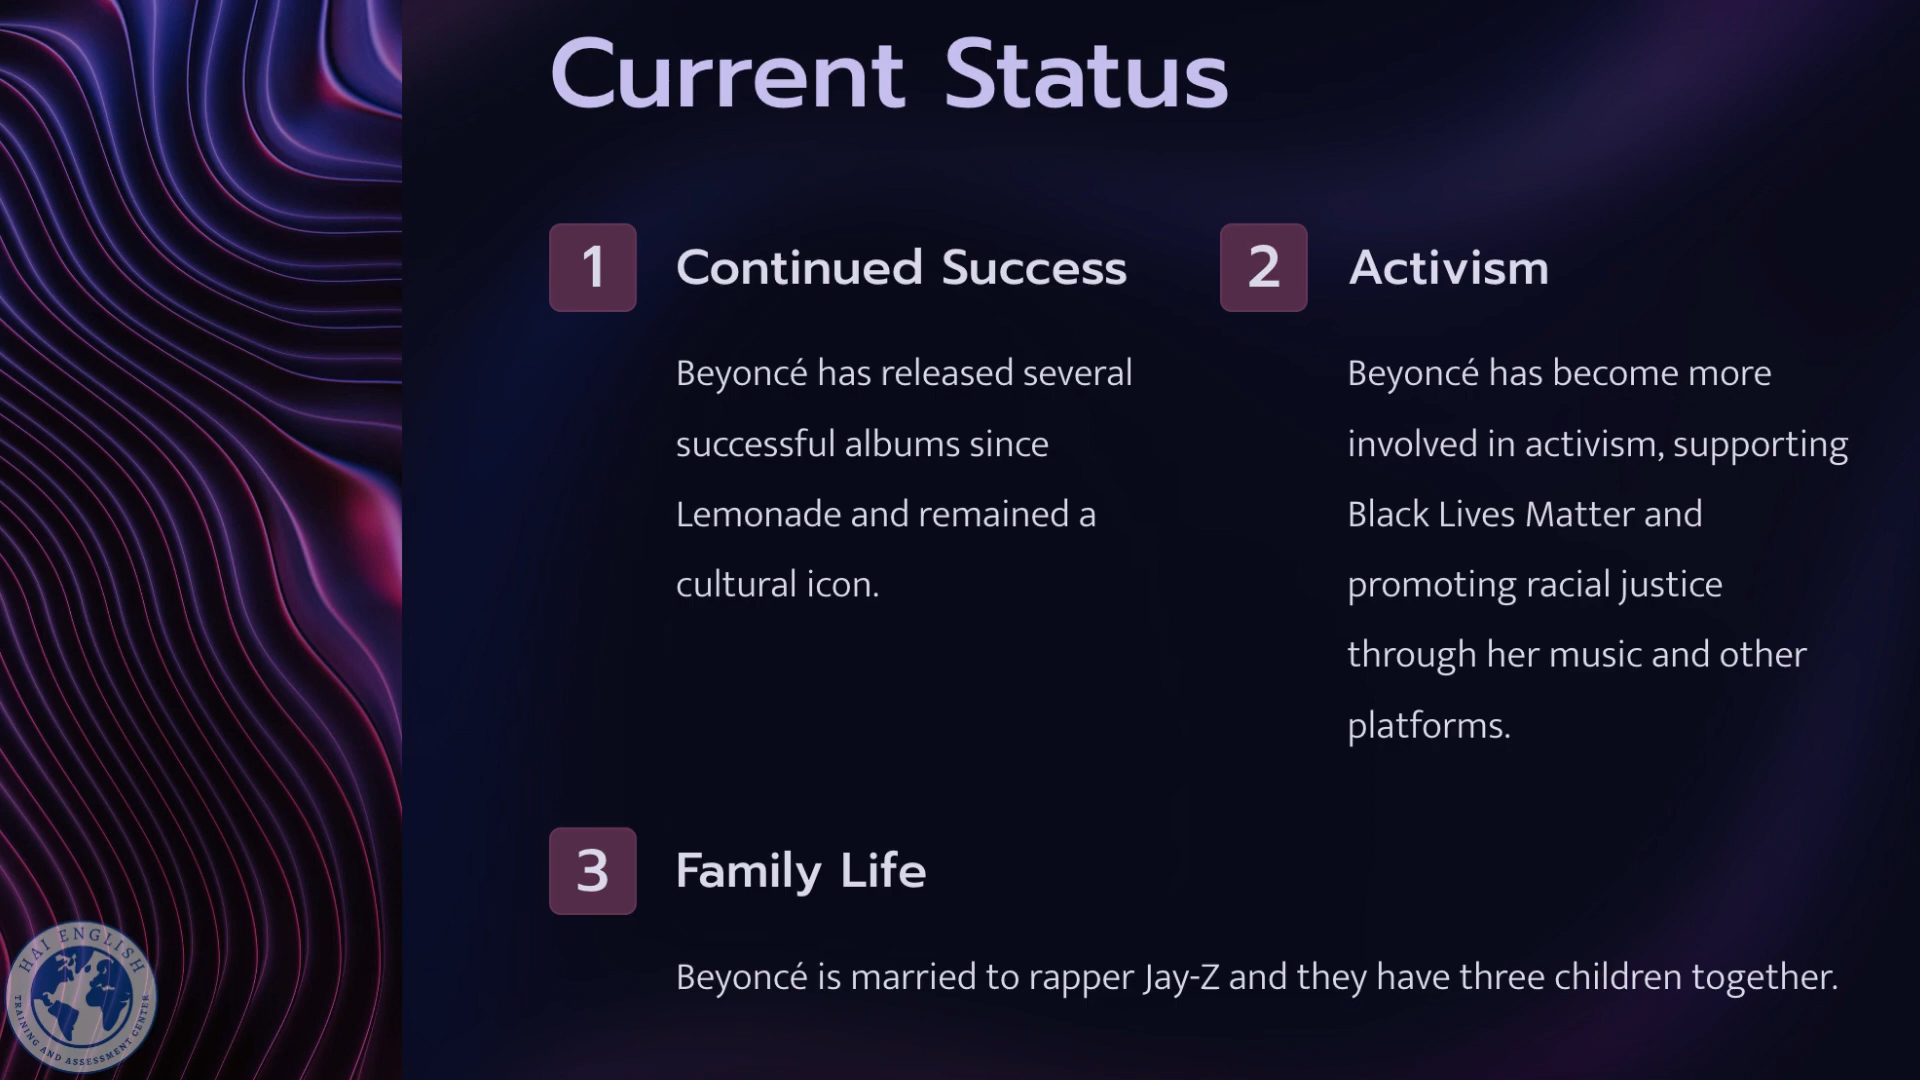 Current Status
1
Continued Success
Beyoncé has released several
successful albums since
Lemonade and remained a
cultural icon.
2
Activism
Beyoncé has become more
involved in activism, supporting
Black Lives Matter and
promoting racial justice
through her music and other
platforms.
3
Family Life
Beyoncé is married to rapper Jay-Z and they have three children together.
HAI ENGLISH
TRAINING AND ASSESSMENT CENTER